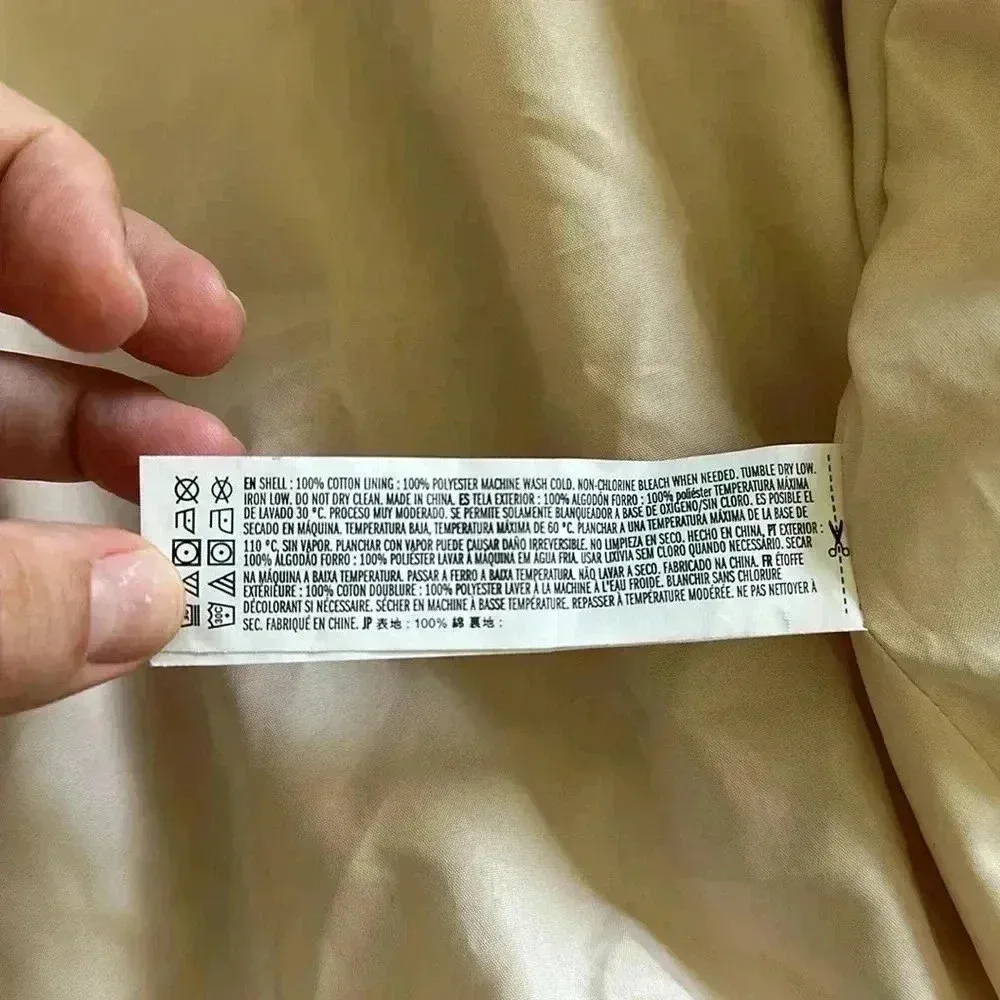 EN SHELL : 100% COTTON LINING : 100% POLYESTER MACHINE WASH COLD. NON-CHLORINE BLEACH WHEN NEEDED. TUMBLE DRY LOW.
IRON LOW. DO NOT DRY CLEAN. MADE IN CHINA. ES TELA EXTERIOR : 100% ALGODÓN FORRO : 100% poliéster TEMPERATURA MÁXIMA
DE LAVADO 30 °C. PROCESO MUY MODERADO. SE PERMITE SOLAMENTE BLANQUEADOR A BASE DE OXÍGENO/SIN CLORO. ES POSIBLE EL
SECADO EN MÁQUINA. TEMPERATURA BAJA, TEMPERATURA MÁXIMA DE 60 °C. PLANCHAR A UNA TEMPERATURA MÁXIMA DE LA BASE DE
110 °C, SIN VAPOR. PLANCHAR CON VAPOR PUEDE CAUSAR DAÑO IRREVERSIBLE. NO LIMPIEZA EN SECO. HECHO EN CHINA. PT EXTERIOR :
100% ALGODÃO FORRO : 100% POLIÉSTER LAVAR À MÁQUINA EM ÁGUA FRIA. USAR LIXÍVIA SEM CLORO QUANDO NECESSÁRIO. SECAR
NA MÁQUINA A BAIXA TEMPERATURA. PASSAR A FERRO A BAIXA TEMPERATURA. NÃO LAVAR A SECO. FABRICADO NA CHINA. FR ÉTOFFE
EXTÉRIEURE : 100% COTON DOUBLURE : 100% POLYESTER LAVER À LA MACHINE À L'EAU FROIDE. BLANCHIR SANS CHLORURE
DÉCOLORANT SI NÉCESSAIRE. SÉCHER EN MACHINE À BASSE TEMPÉRATURE. REPASSER À TEMPÉRATURE MODÉRÉE. NE PAS NETTOYER À
SEC. FABRIQUÉ EN CHINE. JP 表地 : 100% 綿 裏地 :
30C